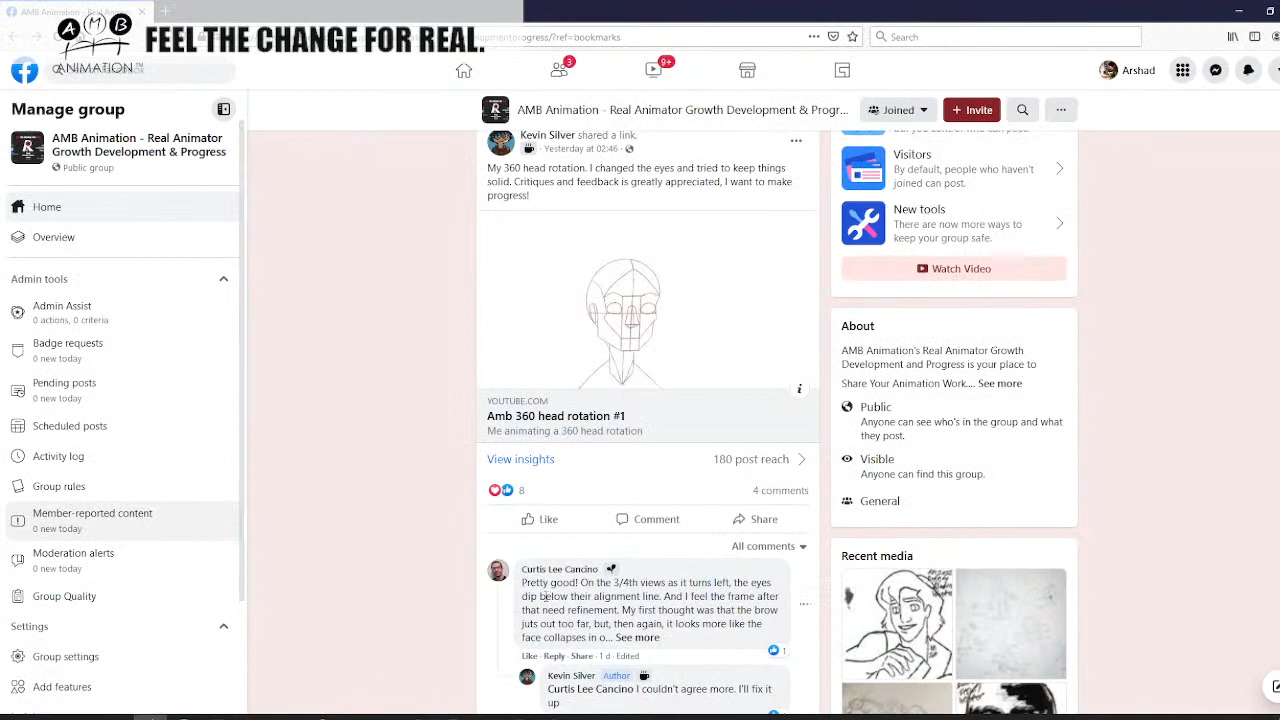 AMB Animation - Real Anima
AMB
ANIMATION™
FEEL THE CHANGE FOR REAL.
lopmentorprogress/?ref=bookmarks
Search
3
9+
Arshad
Manage group
AMB Animation - Real Animator
Growth Development & Progress
Public group
Home
Overview
Admin tools
Admin Assist
0 actions, 0 criteria
Badge requests
0 new today
Pending posts
0 new today
Scheduled posts
Activity log
Group rules
Member-reported content
0 new today
Moderation alerts
0 new today
Group Quality
Settings
Group settings
Add features
AMB Animation - Real Animator Growth Development & Progr...
Joined
+ Invite
Kevin Silver shared a link.
Yesterday at 02:46
My 360 head rotation. I changed the eyes and tried to keep things
solid. Critiques and feedback is greatly appreciated, I want to make
progress!
YOUTUBE.COM
Amb 360 head rotation #1
Me animating a 360 head rotation
View insights
180 post reach
8
4 comments
Like
Comment
Share
All comments
Curtis Lee Cancino
Pretty good! On the 3/4th views as it turns left, the eyes
dip below their alignment line. And I feel the frame after
that need refinement. My first thought was that the brow
juts out too far, but, then again, it looks more like the
face collapses in o... See more
1
Like · Reply · Share · 1 d · Edited
Kevin Silver Author
Curtis Lee Cancino I couldn't agree more. I'll fix it
up
Visitors
By default, people who haven't
joined can post.
New tools
There are now more ways to
keep your group safe.
Watch Video
About
AMB Animation's Real Animator Growth
Development and Progress is your place to
Share Your Animation Work.... See more
Public
Anyone can see who's in the group and what
they post.
Visible
Anyone can find this group.
General
Recent media